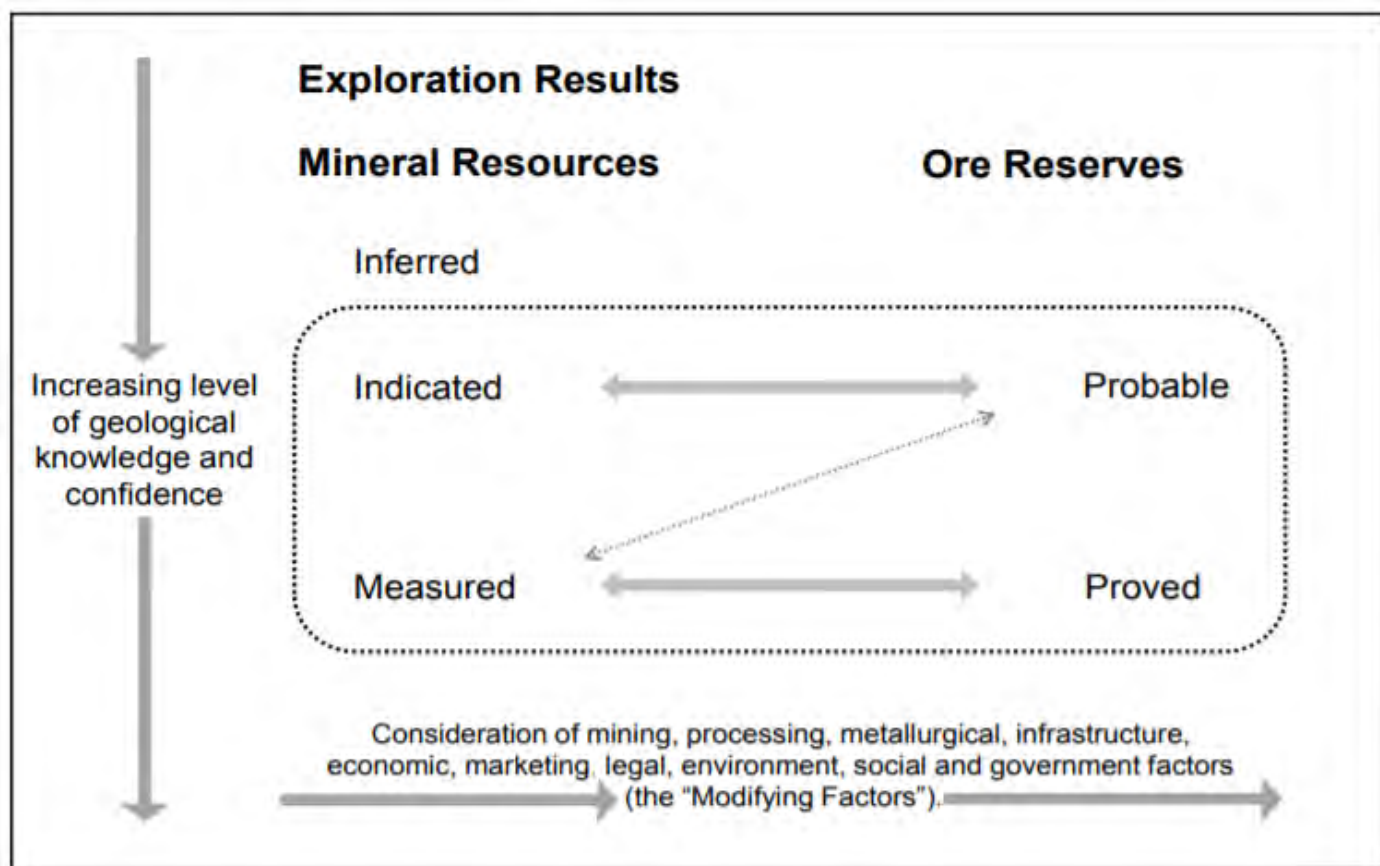 Exploration Results
Mineral Resources
Ore Reserves
Inferred
Increasing level
of geological
knowledge and
confidence
Indicated
Probable
Measured
Proved
Consideration of mining, processing, metallurgical, infrastructure,
economic, marketing, legal, environment, social and government factors
(the “Modifying Factors”).